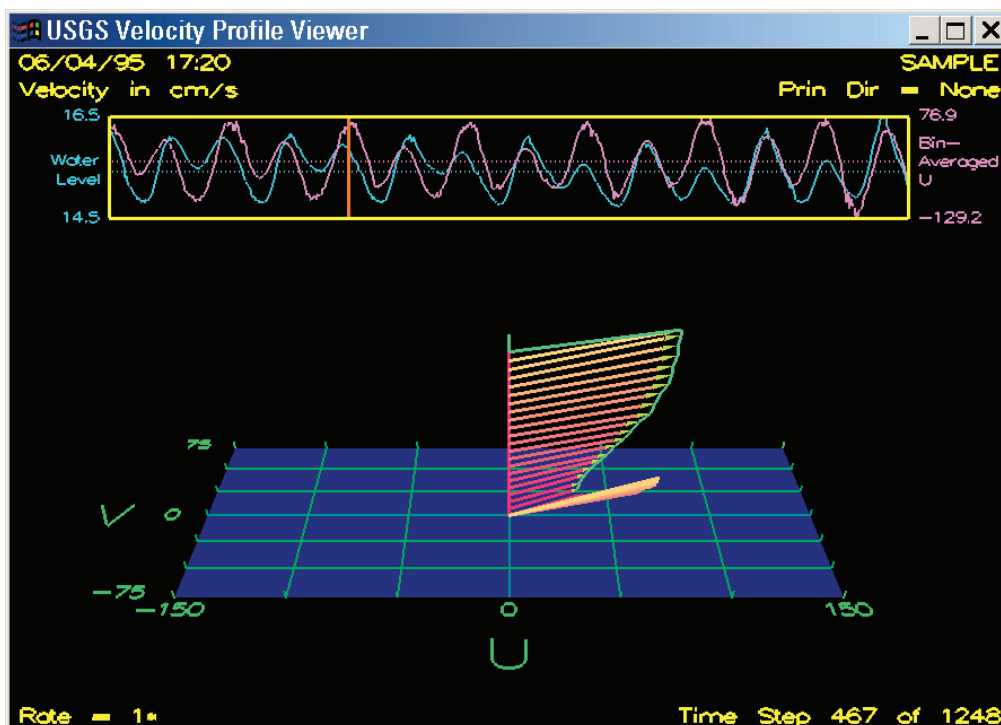 USGS Velocity Profile Viewer
06/04/95 17:20 SAMPLE
Velocity in cm/s Prin Dir = None
16.5 76.9
Water Level Bin-Averaged U
14.5 -129.2
75
V 0
-75
-150 0 150
U
Rate = 1* Time Step 467 of 1248